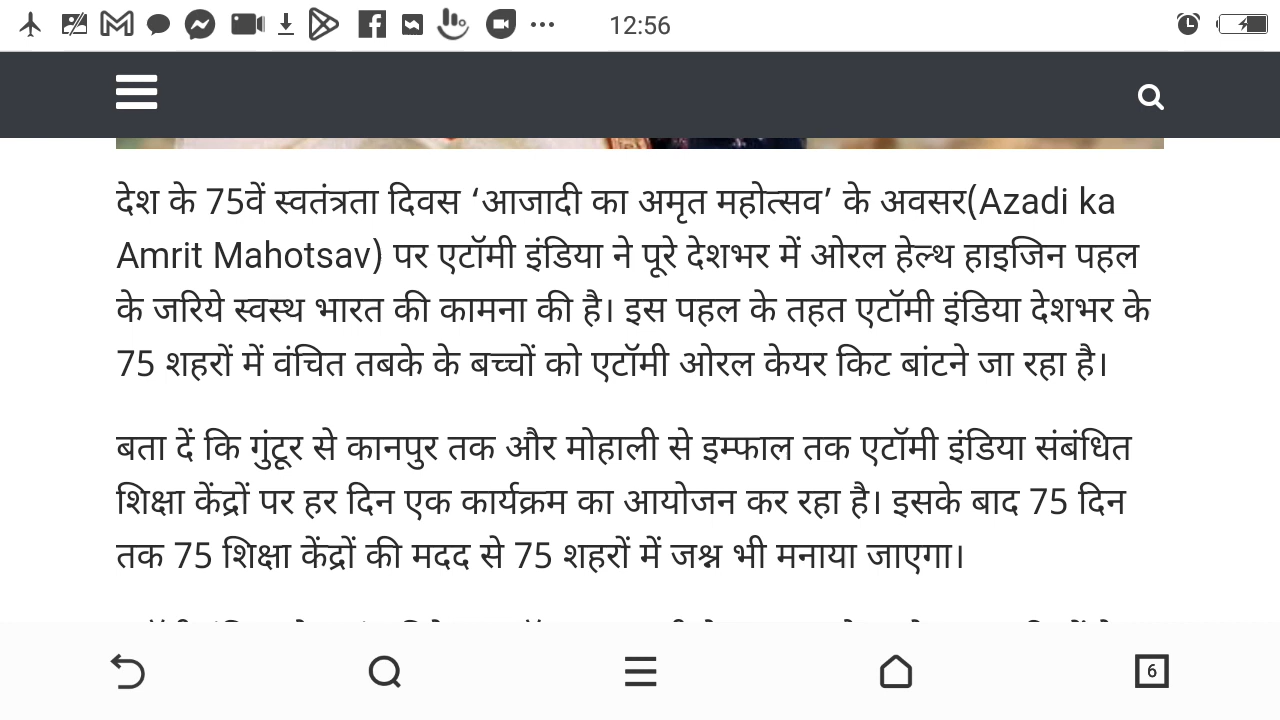 12:56
देश के 75वें स्वतंत्रता दिवस ‘आजादी का अमृत महोत्सव’ के अवसर(Azadi ka
Amrit Mahotsav) पर एटॉमी इंडिया ने पूरे देशभर में ओरल हेल्थ हाइजिन पहल
के जरिये स्वस्थ भारत की कामना की है। इस पहल के तहत एटॉमी इंडिया देशभर के
75 शहरों में वंचित तबके के बच्चों को एटॉमी ओरल केयर किट बांटने जा रहा है।
बता दें कि गुंटूर से कानपुर तक और मोहाली से इम्फाल तक एटॉमी इंडिया संबंधित
शिक्षा केंद्रों पर हर दिन एक कार्यक्रम का आयोजन कर रहा है। इसके बाद 75 दिन
तक 75 शिक्षा केंद्रों की मदद से 75 शहरों में जश्न भी मनाया जाएगा।
6